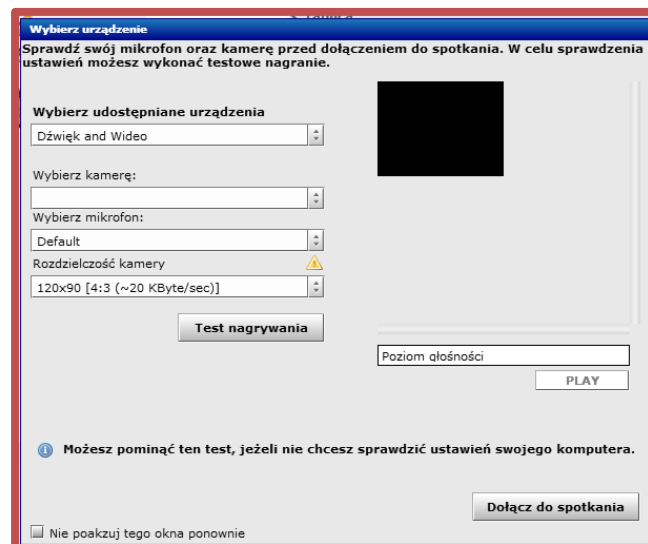 Wybierz urządzenie
Sprawdź swój mikrofon oraz kamerę przed dołączeniem do spotkania. W celu sprawdzenia
ustawień możesz wykonać testowe nagranie.
Wybierz udostępniane urządzenia
Dźwięk and Wideo
Wybierz kamerę:
Wybierz mikrofon:
Default
Rozdzielczość kamery
120x90 [4:3 (~20 KByte/sec)]
Test nagrywania
Poziom głośności
PLAY
Możesz pominąć ten test, jeżeli nie chcesz sprawdzić ustawień swojego komputera.
Dołącz do spotkania
Nie poakzuj tego okna ponownie